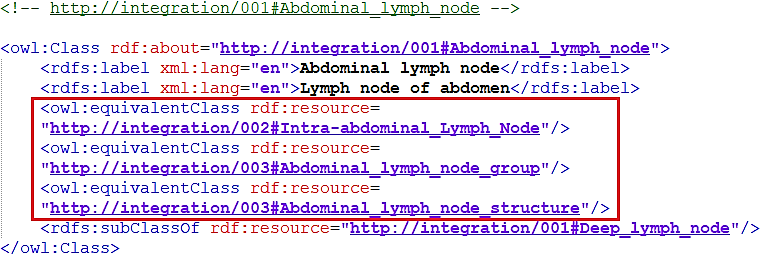 <!-- http://integration/001#Abdominal_lymph_node -->
<owl:Class rdf:about="http://integration/001#Abdominal_lymph_node">
<rdfs:label xml:lang="en">Abdominal lymph node</rdfs:label>
<rdfs:label xml:lang="en">Lymph node of abdomen</rdfs:label>
<owl:equivalentClass rdf:resource=
"http://integration/002#Intra-abdominal_Lymph_Node"/>
<owl:equivalentClass rdf:resource=
"http://integration/003#Abdominal_lymph_node_group"/>
<owl:equivalentClass rdf:resource=
"http://integration/003#Abdominal_lymph_node_structure"/>
<rdfs:subClassOf rdf:resource="http://integration/001#Deep_lymph_node"/>
</owl:Class>